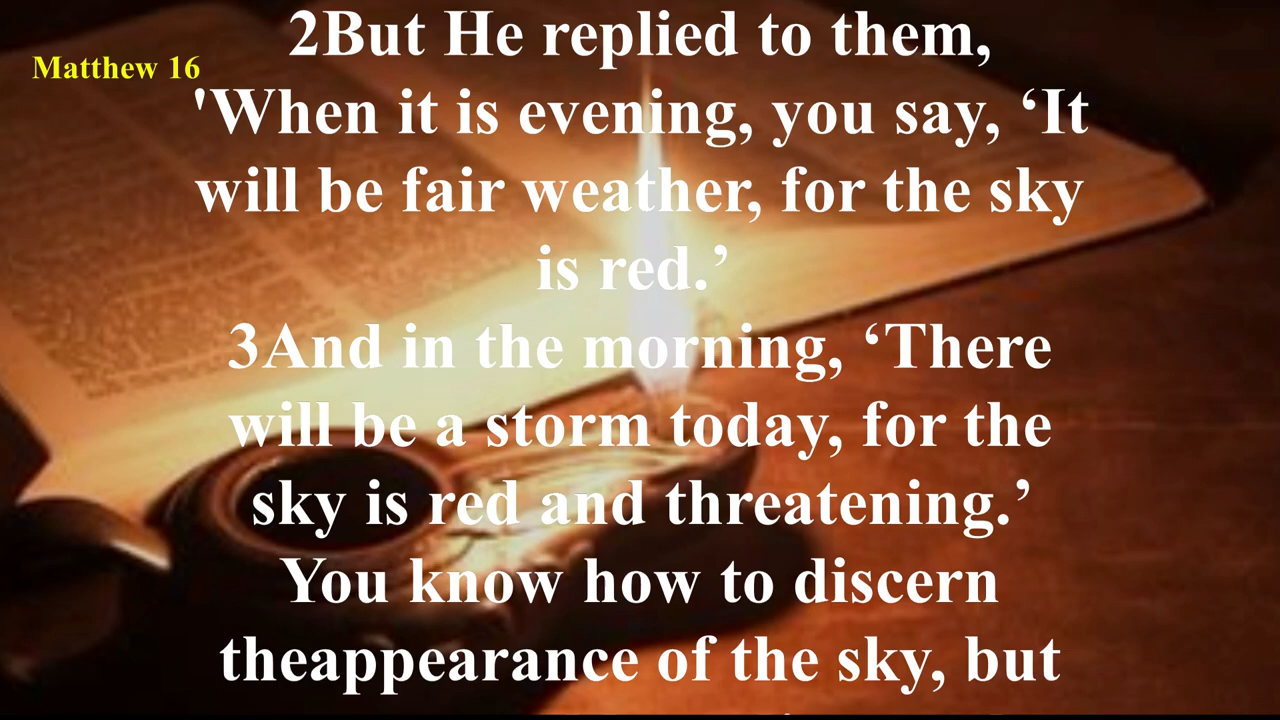 Matthew 16
2But He replied to them,
'When it is evening, you say, ‘It
will be fair weather, for the sky
is red.’
3And in the morning, ‘There
will be a storm today, for the
sky is red and threatening.’
You know how to discern
theappearance of the sky, but